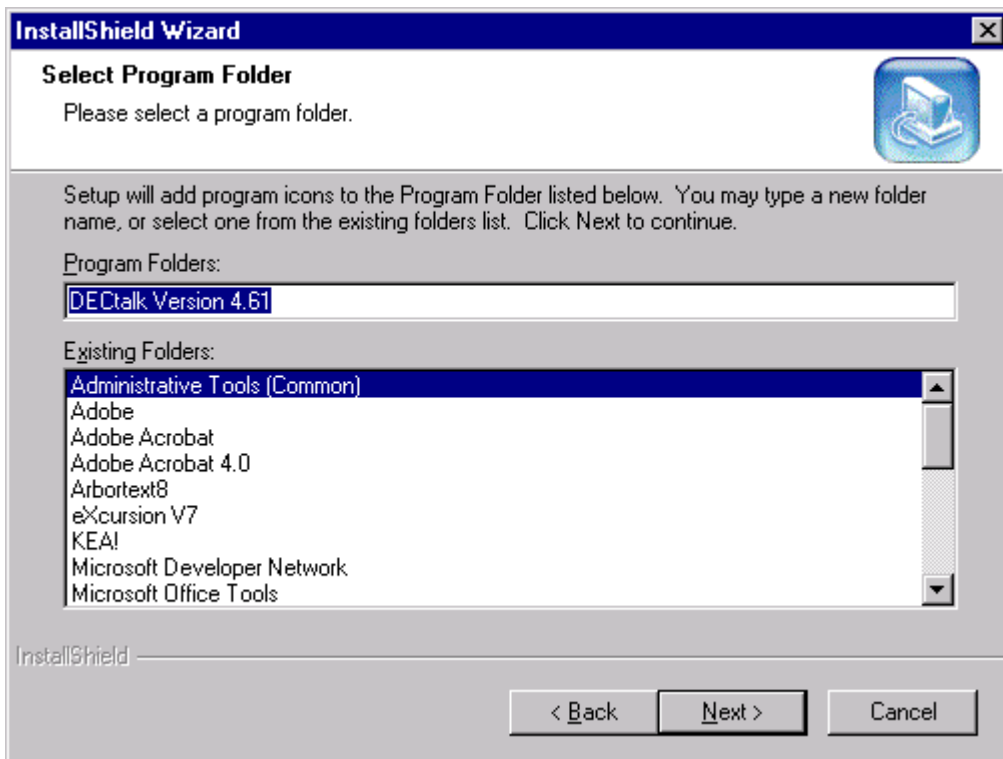 InstallShield Wizard
Select Program Folder
Please select a program folder.
Setup will add program icons to the Program Folder listed below.  You may type a new folder
name, or select one from the existing folders list.  Click Next to continue.
Program Folders:
DECtalk Version 4.61
Existing Folders:
Administrative Tools (Common)
Adobe
Adobe Acrobat
Adobe Acrobat 4.0
Arbortext8
eXcursion V7
KEA!
Microsoft Developer Network
Microsoft Office Tools
InstallShield
< Back
Next >
Cancel